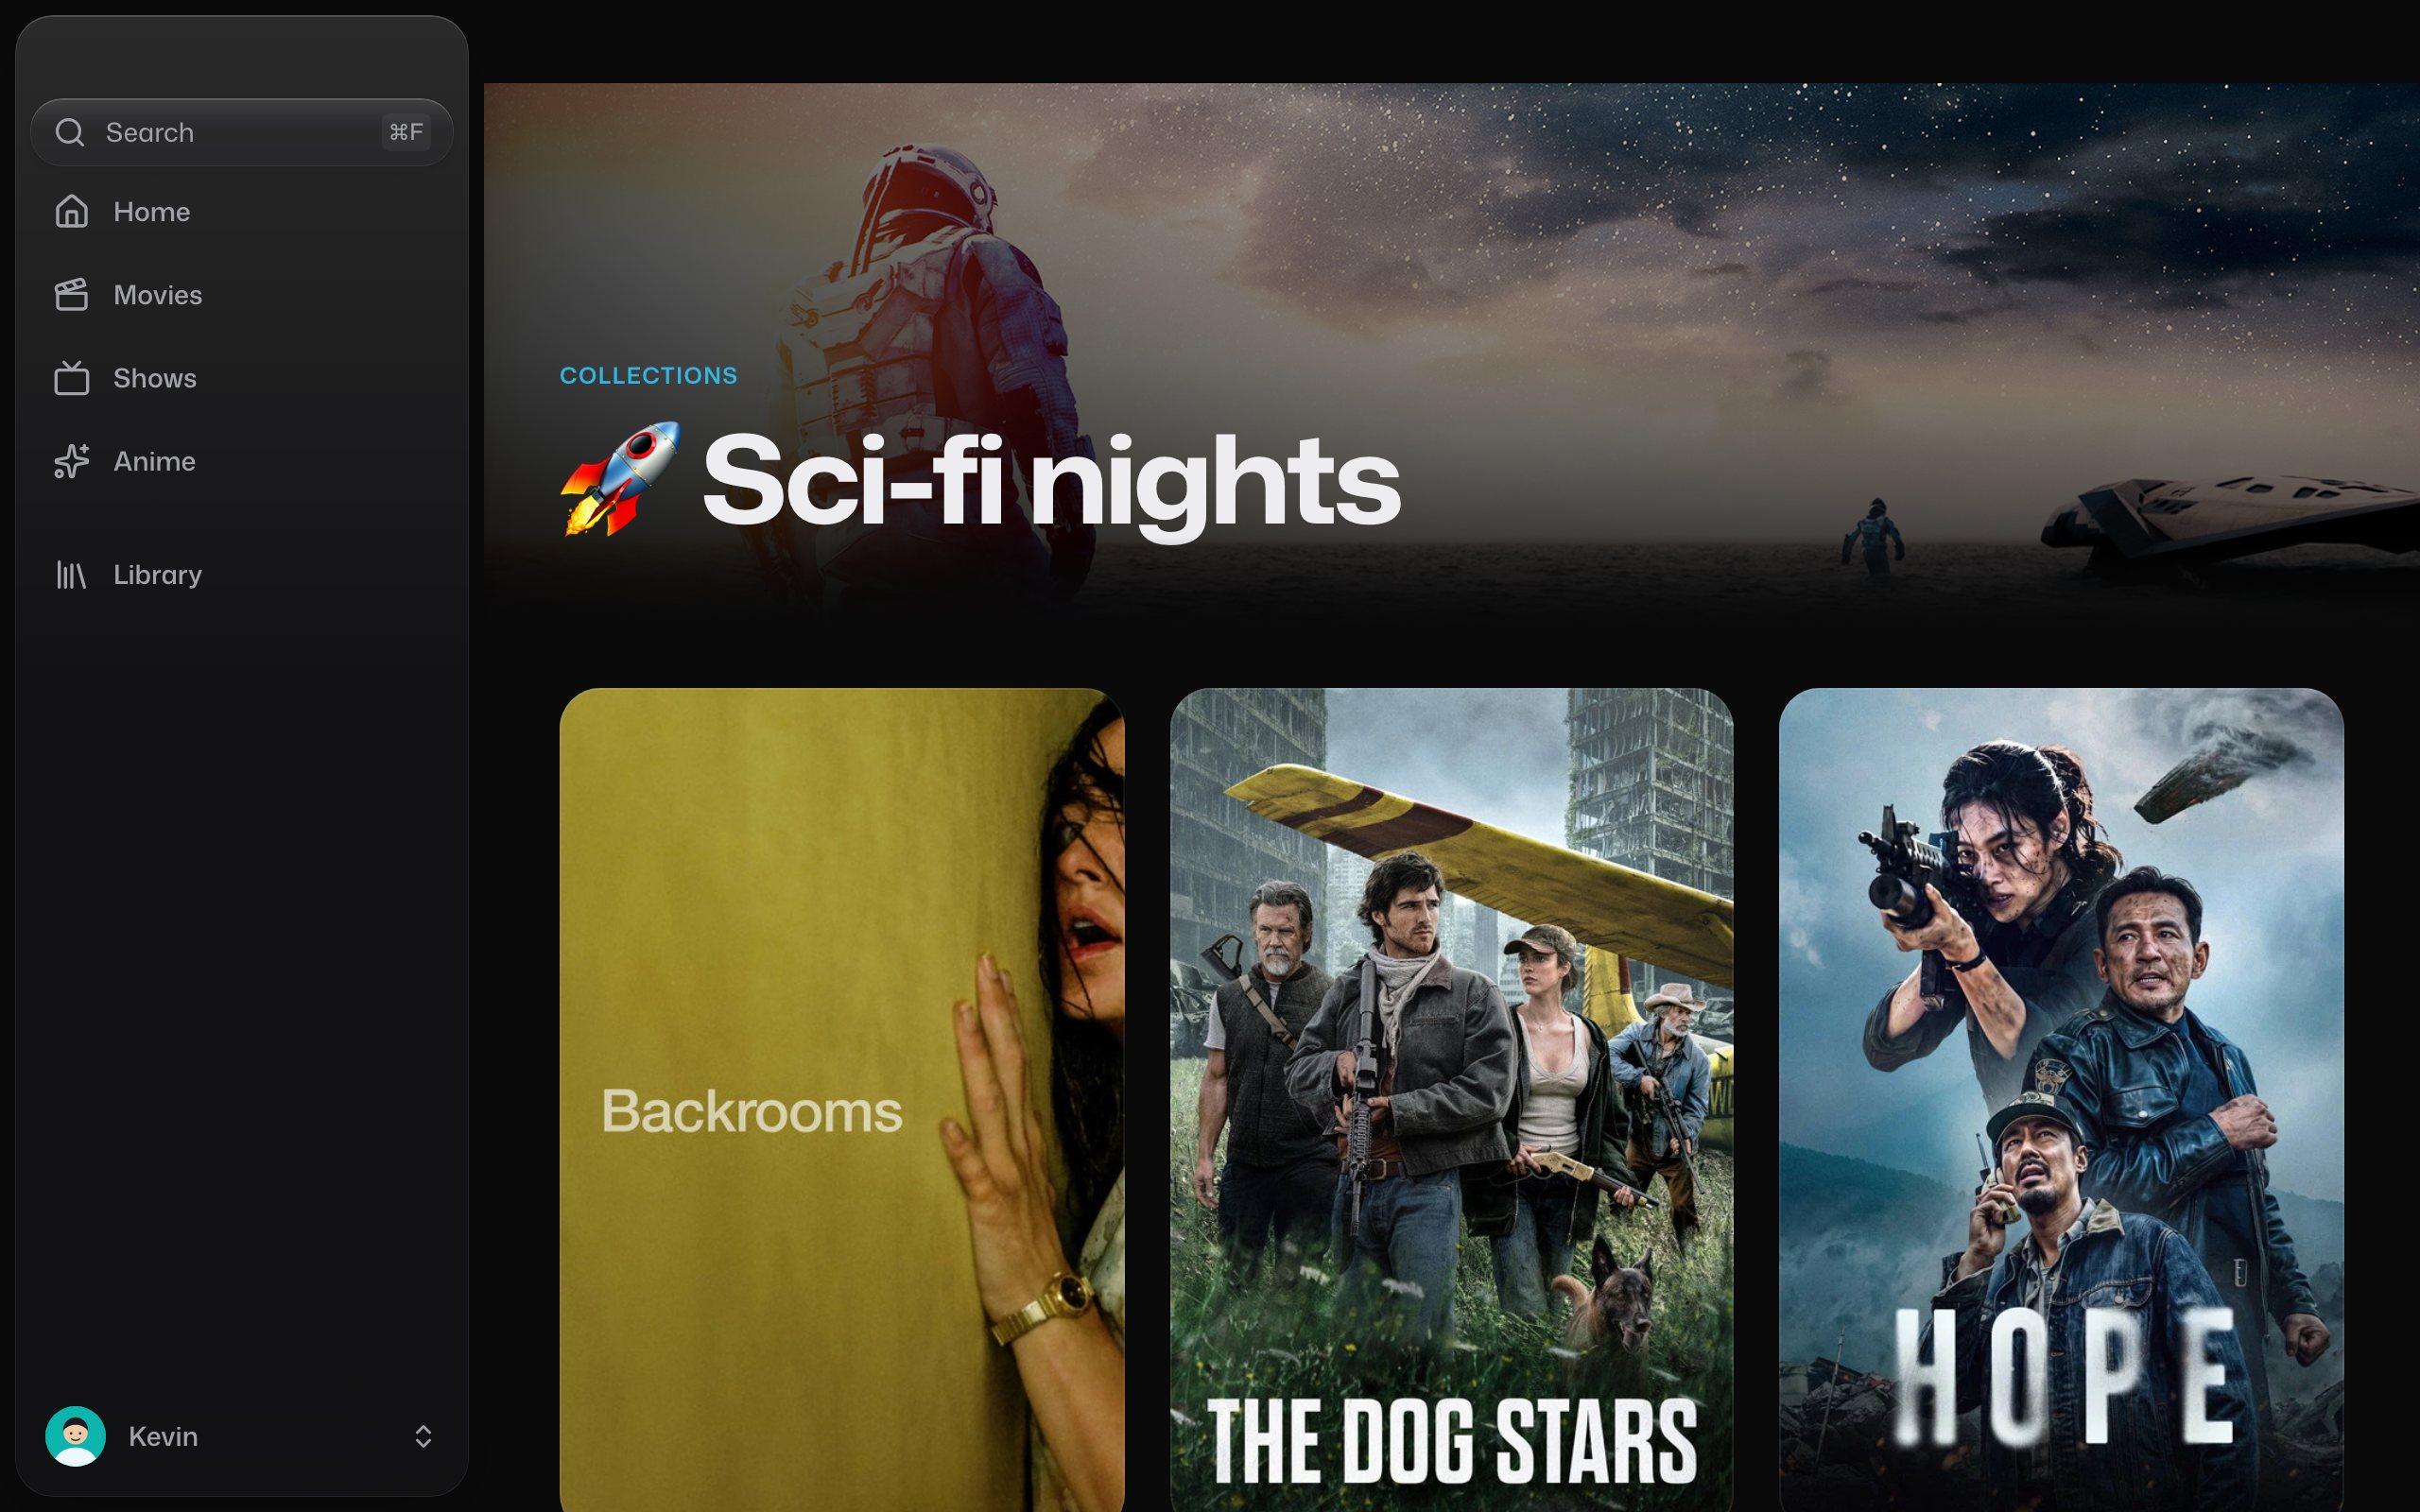 Search ⌘F
Home
Movies
Shows
Anime
Library
Kevin
COLLECTIONS
🚀 Sci-fi nights
Backrooms
THE DOG STARS
HOPE